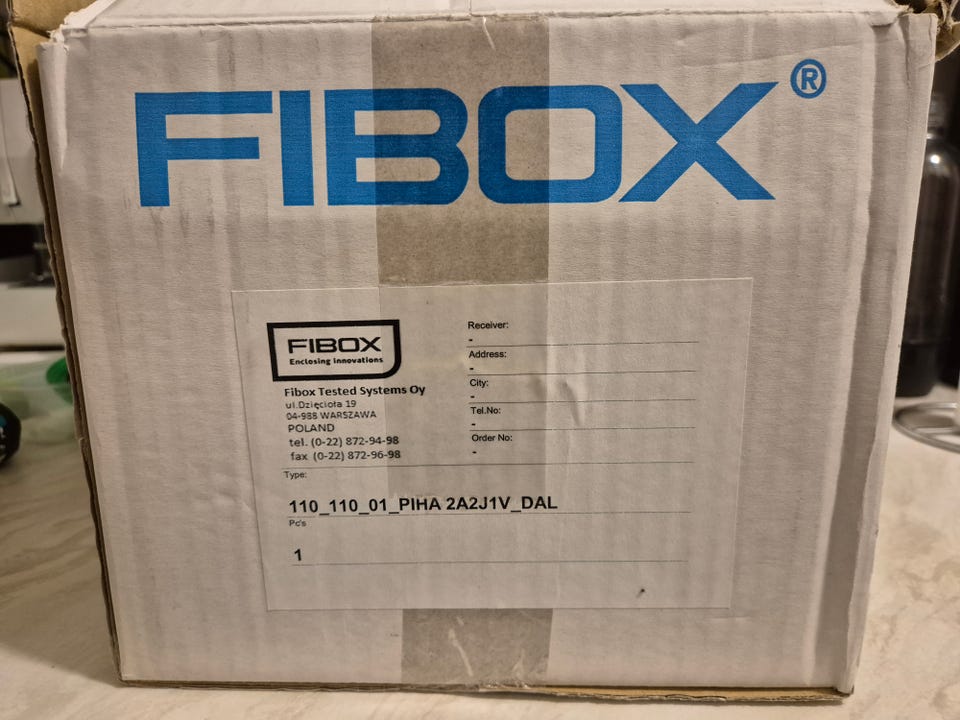 FIBOX®
FIBOX
Enclosing innovations
Fibox Tested Systems Oy
ul.Dzięcioła 19
04-988 WARSZAWA
POLAND
tel. (0-22) 872-94-98
fax (0-22) 872-96-98
Receiver:
-
Address:
-
City:
-
Tel.No:
-
Order No:
-
Type:
110_110_01_PIHA 2A2J1V_DAL
Pc's
1